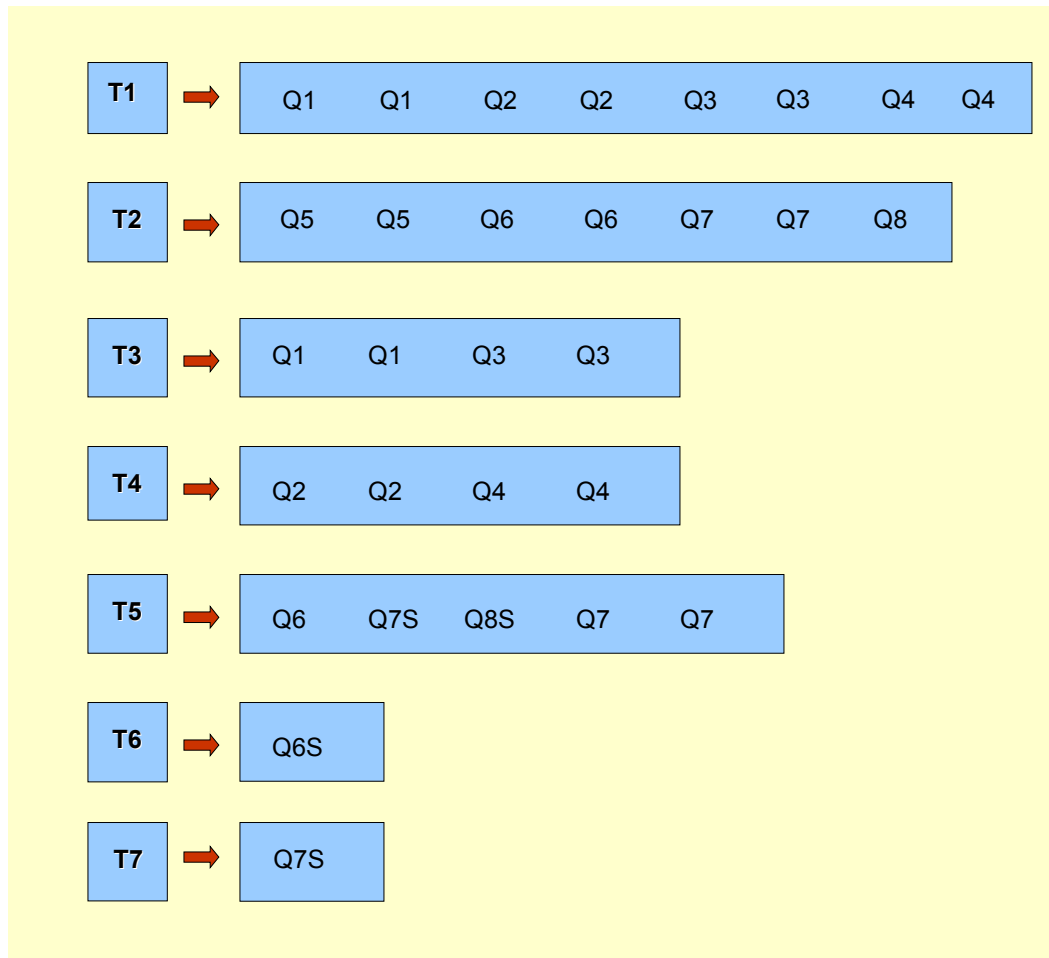 T1 Q1 Q1 Q2 Q2 Q3 Q3 Q4 Q4
T2 Q5 Q5 Q6 Q6 Q7 Q7 Q8
T3 Q1 Q1 Q3 Q3
T4 Q2 Q2 Q4 Q4
T5 Q6 Q7S Q8S Q7 Q7
T6 Q6S
T7 Q7S